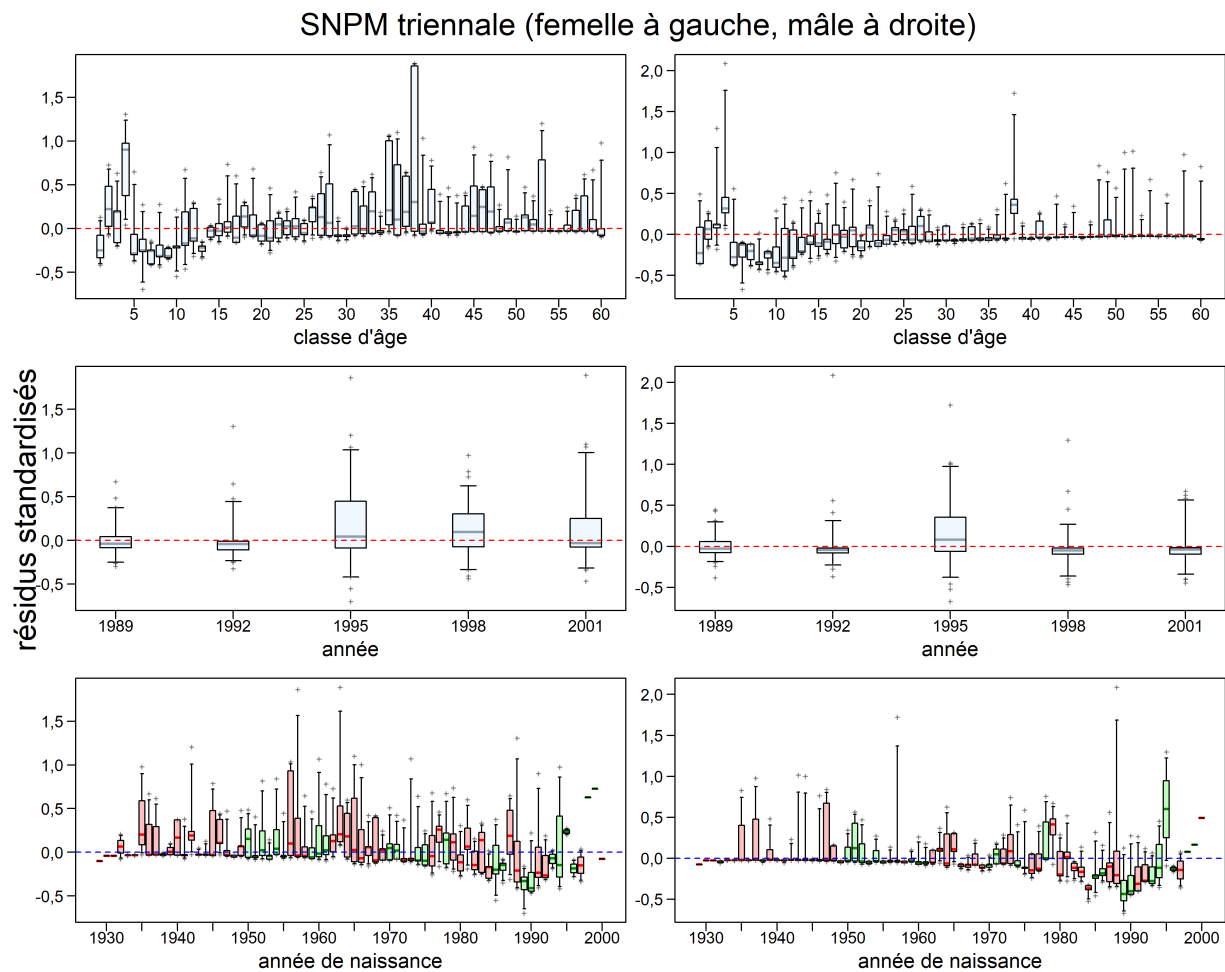 SNPM triennale (femelle à gauche, mâle à droite)
résidus standardisés
1,5
1,0
0,5
0,0
-0,5
5 10 15 20 25 30 35 40 45 50 55 60
classe d'âge
2,0
1,5
1,0
0,5
0,0
-0,5
5 10 15 20 25 30 35 40 45 50 55 60
classe d'âge
1,5
1,0
0,5
0,0
-0,5
1989 1992 1995 1998 2001
année
2,0
1,5
1,0
0,5
0,0
-0,5
1989 1992 1995 1998 2001
année
1,5
1,0
0,5
0,0
-0,5
1930 1940 1950 1960 1970 1980 1990 2000
année de naissance
2,0
1,5
1,0
0,5
0,0
-0,5
1930 1940 1950 1960 1970 1980 1990 2000
année de naissance